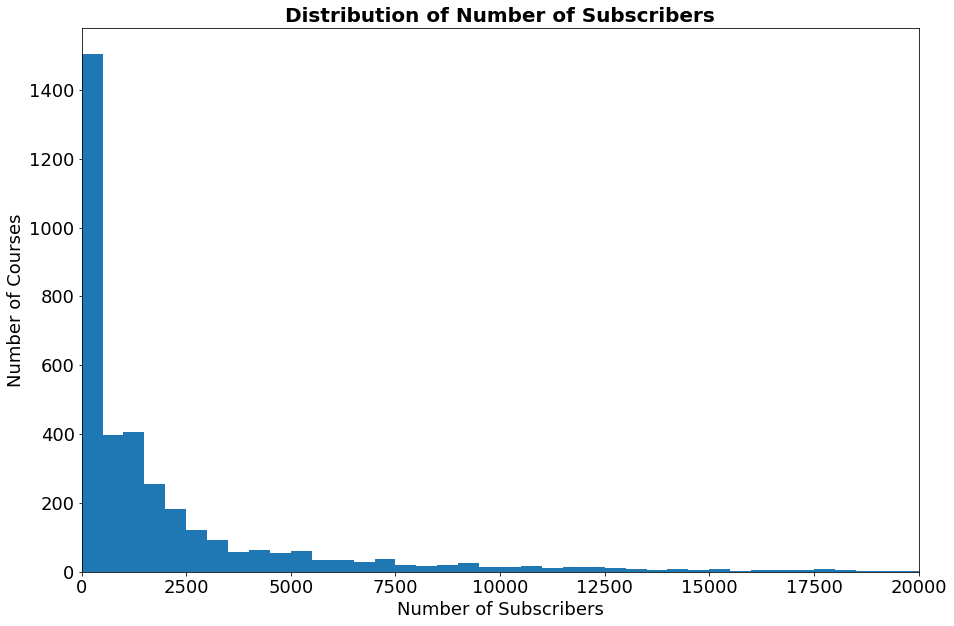 Distribution of Number of Subscribers
Number of Courses
1400
1200
1000
800
600
400
200
0
0 2500 5000 7500 10000 12500 15000 17500 20000
Number of Subscribers